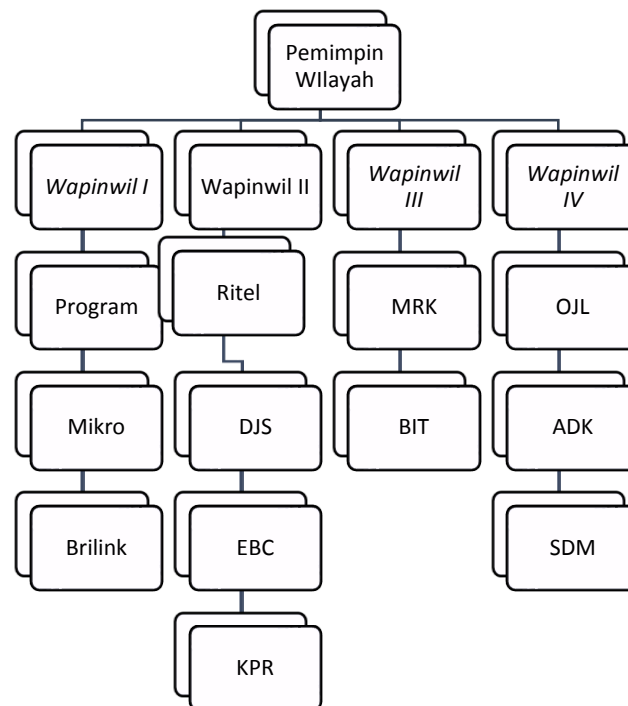 Pemimpin
WIlayah
Wapinwil I
Wapinwil II
Wapinwil
III
Wapinwil
IV
Program
Ritel
MRK
OJL
Mikro
DJS
BIT
ADK
Brilink
EBC
SDM
KPR